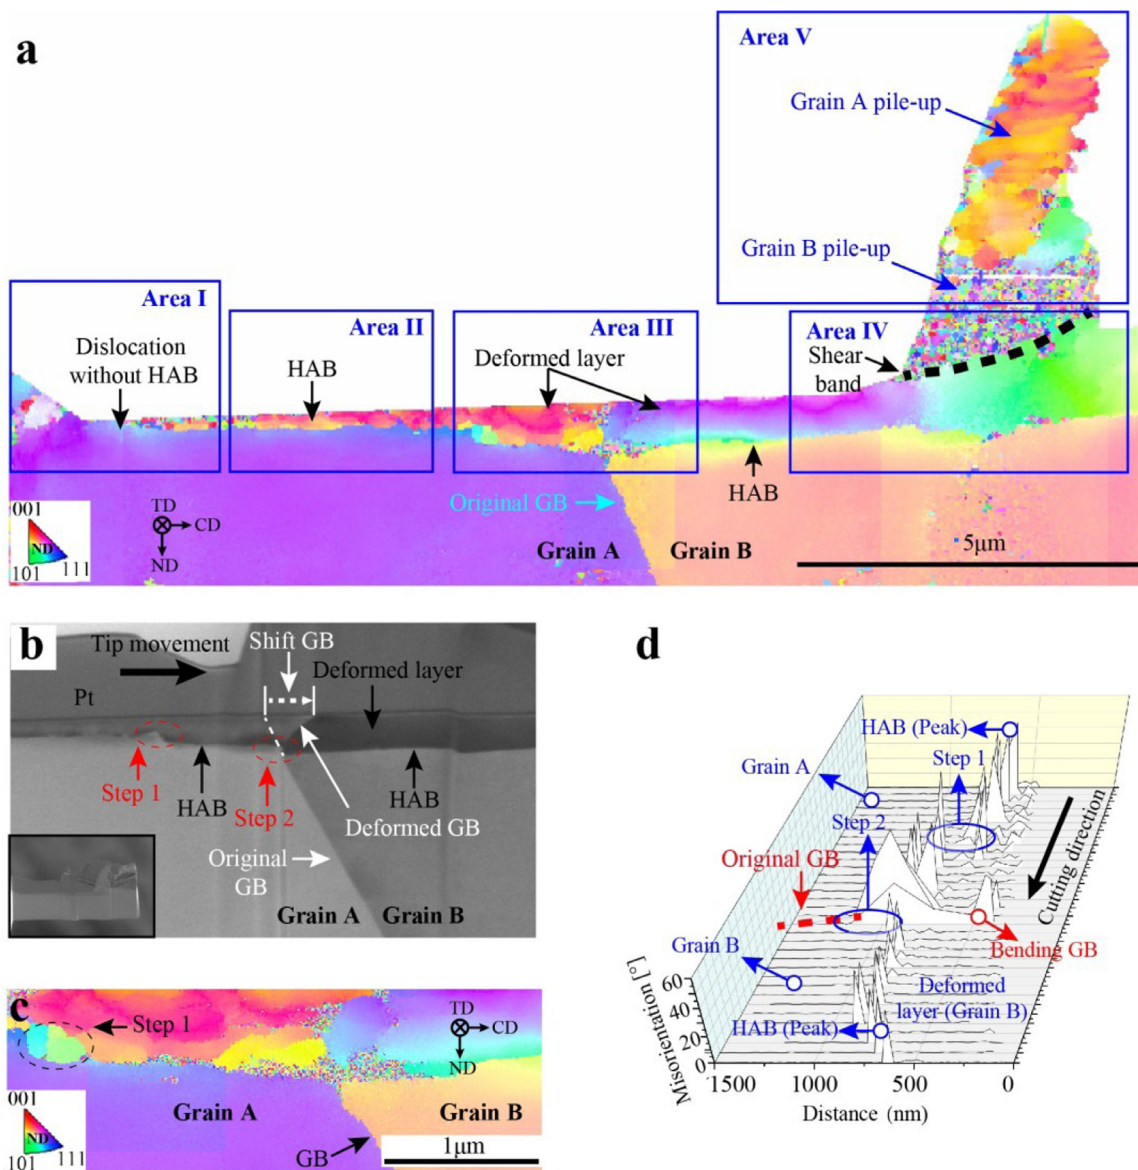 a
Area V
Grain A pile-up
Grain B pile-up
Area I
Area II
Area III
Area IV
Dislocation
without HAB
HAB
Deformed layer
Shear
band
HAB
Original GB
001
ND
101
111
TD
CD
ND
Grain A
Grain B
5μm
b
Tip movement
Shift GB
Deformed layer
Pt
Step 1
HAB
Step 2
HAB
Deformed GB
Original
GB
Grain A
Grain B
c
Step 1
TD
CD
ND
001
ND
101
111
Grain A
Grain B
GB
1μm
d
HAB (Peak)
Grain A
Step 1
Step 2
Original GB
Cutting direction
Grain B
Bending GB
Deformed
layer (Grain B)
HAB (Peak)
Misorientation [°]
60
40
20
0
1500
1000
500
0
Distance (nm)